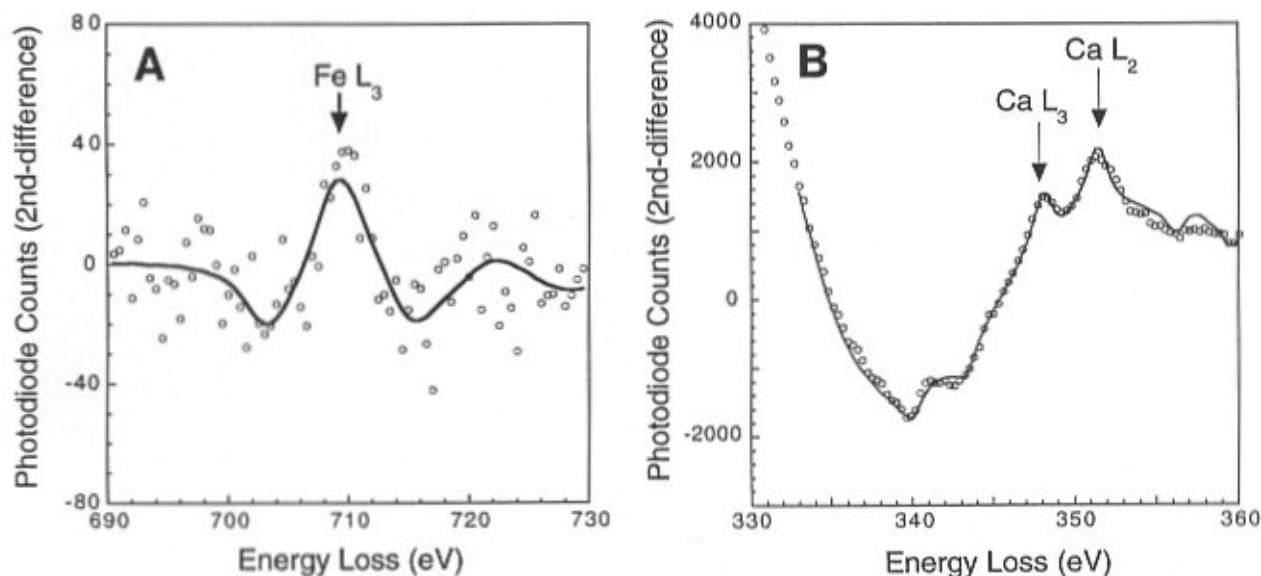 A
Fe L3
Photodiode Counts (2nd-difference)
80
40
0
-40
-80
690
700
710
720
730
Energy Loss (eV)
B
Ca L2
Ca L3
Photodiode Counts (2nd-difference)
4000
2000
0
-2000
330
340
350
360
Energy Loss (eV)